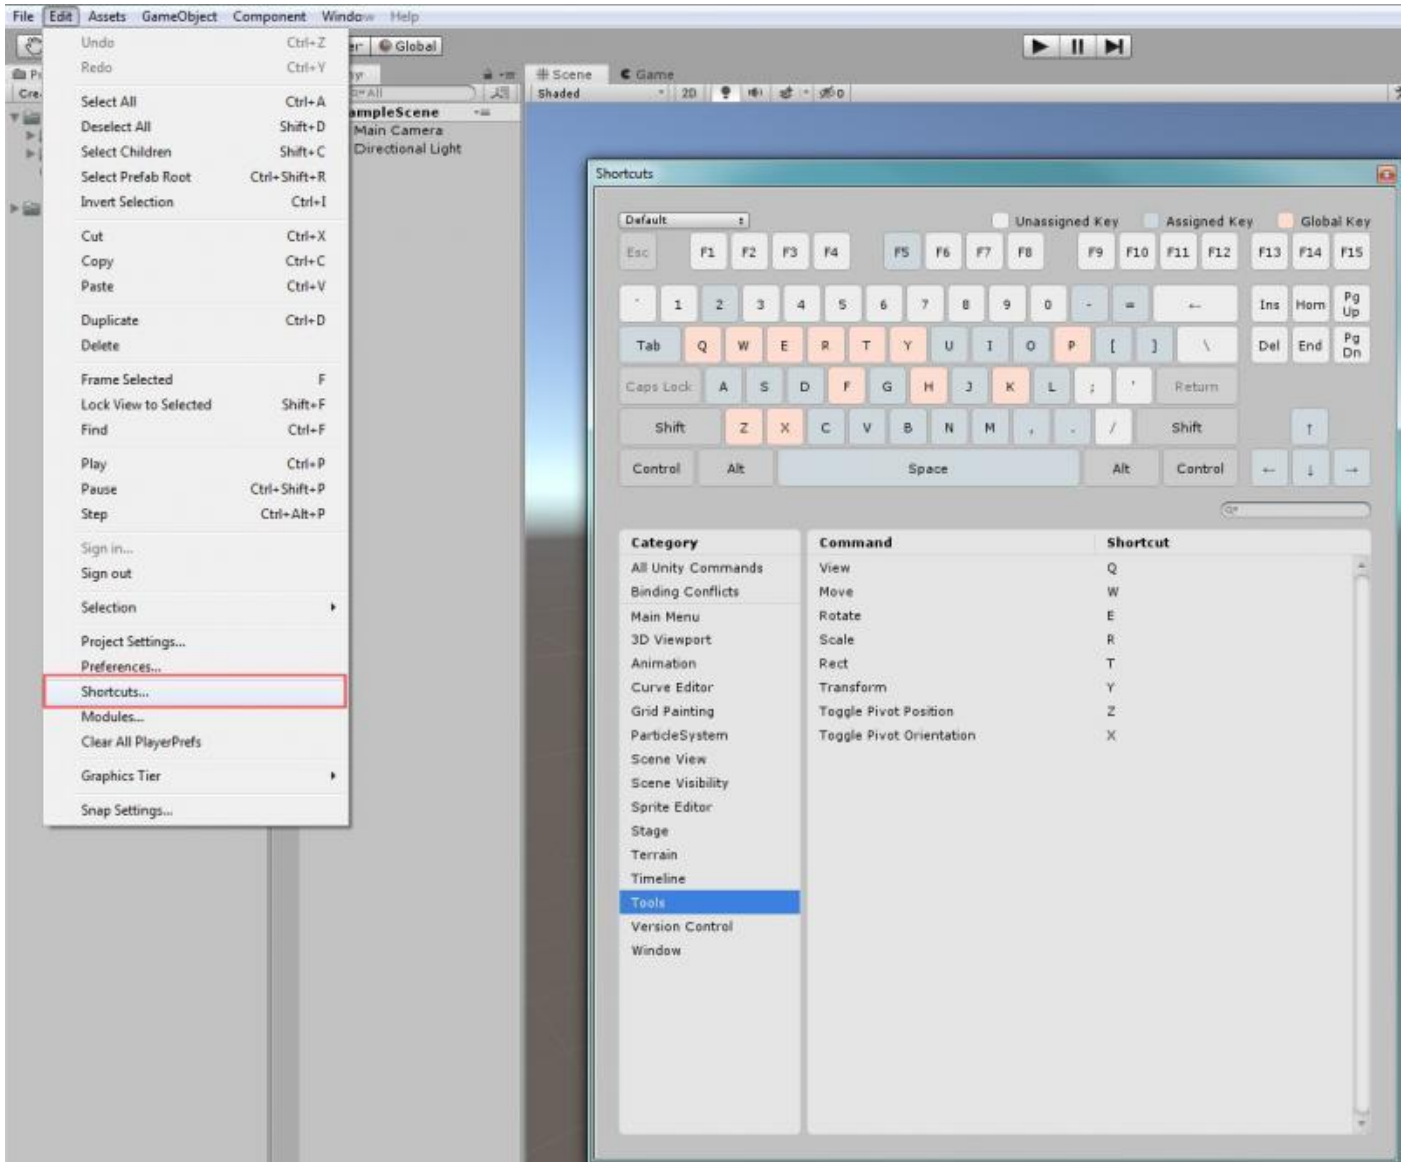 File Edit Assets GameObject Component Window Help
Undo Ctrl+Z
Redo Ctrl+Y
Select All Ctrl+A
Deselect All Shift+D
Select Children Shift+C
Select Prefab Root Ctrl+Shift+R
Invert Selection Ctrl+I
Cut Ctrl+X
Copy Ctrl+C
Paste Ctrl+V
Duplicate Ctrl+D
Delete
Frame Selected F
Lock View to Selected Shift+F
Find Ctrl+F
Play Ctrl+P
Pause Ctrl+Shift+P
Step Ctrl+Alt+P
Sign in...
Sign out
Selection
Project Settings...
Preferences...
Shortcuts...
Modules...
Clear All PlayerPrefs
Graphics Tier
Snap Settings...
Global
All
ampleScene
Main Camera
Directional Light
Scene Game
Shaded 2D 0
Shortcuts
Default Unassigned Key Assigned Key Global Key
Esc F1 F2 F3 F4 F5 F6 F7 F8 F9 F10 F11 F12 F13 F14 F15
` 1 2 3 4 5 6 7 8 9 0 - = ← Ins Hom Pg Up
Tab Q W E R T Y U I O P [ ] \ Del End Pg Dn
Caps Lock A S D F G H J K L ; ' Return
Shift Z X C V B N M , . / Shift ↑
Control Alt Space Alt Control ← ↓ →
Category Command Shortcut
All Unity Commands View Q
Binding Conflicts Move W
Main Menu Rotate E
3D Viewport Scale R
Animation Rect T
Curve Editor Transform Y
Grid Painting Toggle Pivot Position Z
ParticleSystem Toggle Pivot Orientation X
Scene View
Scene Visibility
Sprite Editor
Stage
Terrain
Timeline
Tools
Version Control
Window